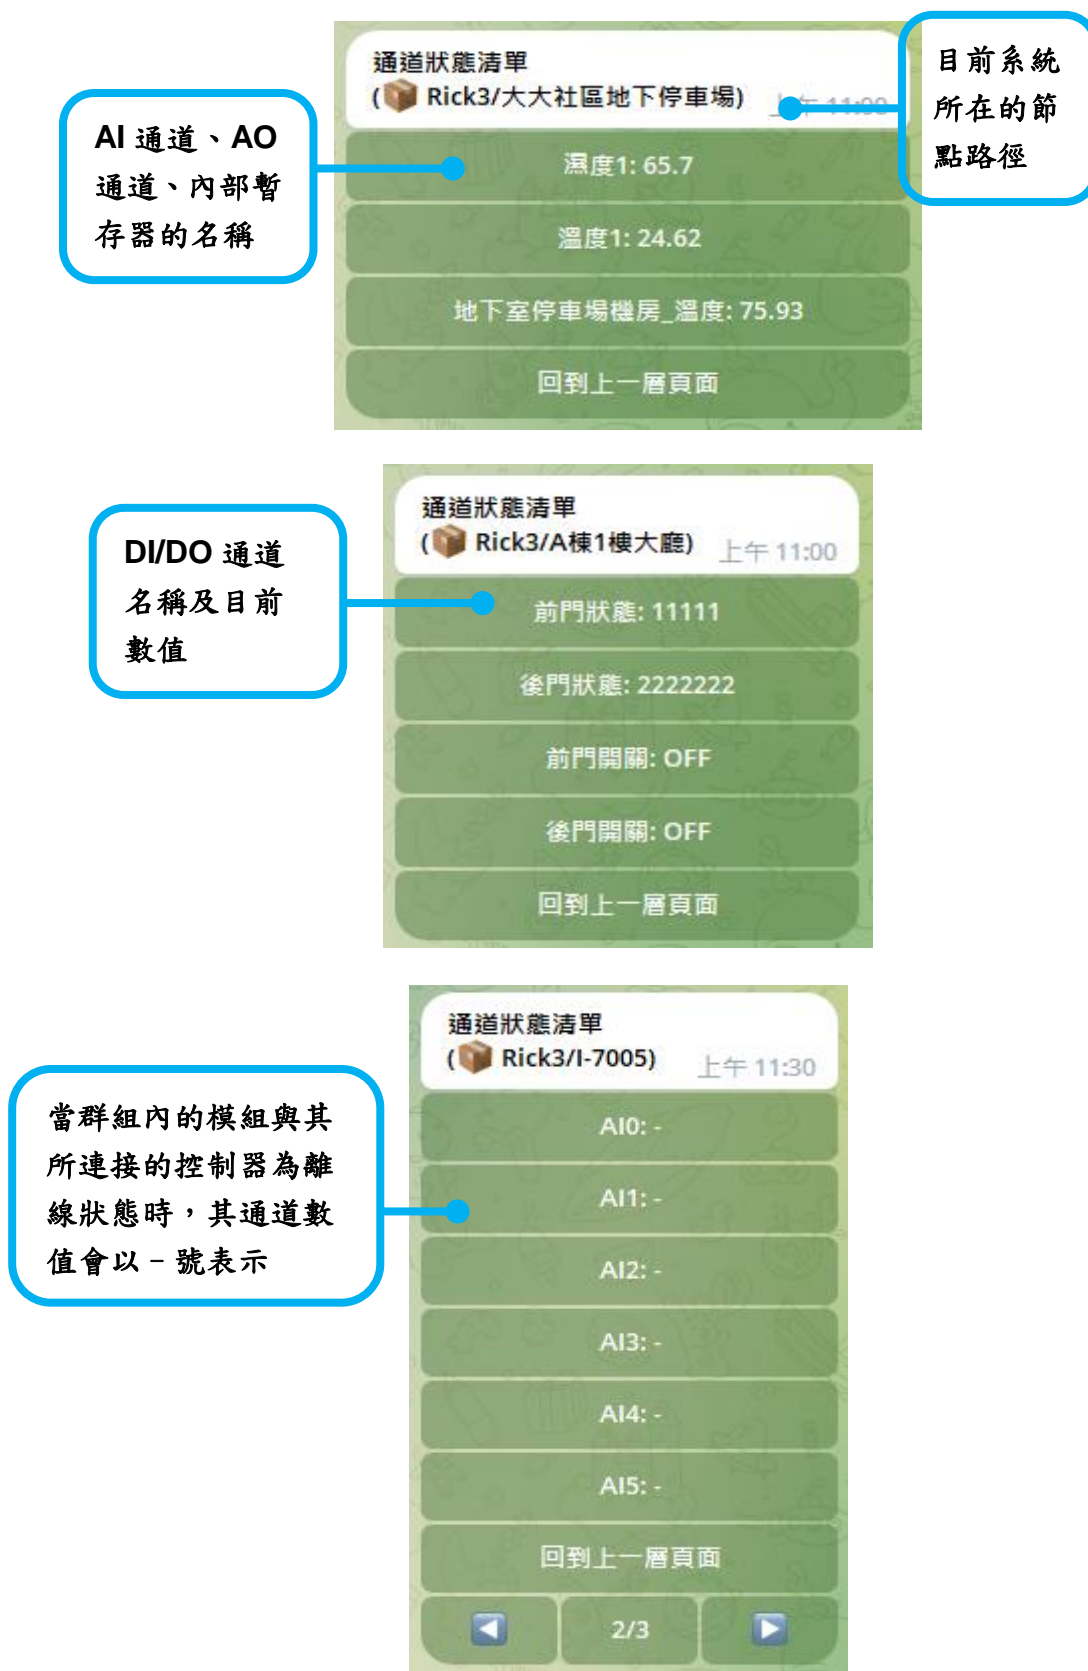 通道狀態清單
(📦 Rick3/大大社區地下停車場)
上午 11:00
目前系統
所在的節
點路徑
AI 通道、AO
通道、內部暫
存器的名稱
濕度1: 65.7
溫度1: 24.62
地下室停車場機房_溫度: 75.93
回到上一層頁面
通道狀態清單
(📦 Rick3/A棟1樓大廳)
上午 11:00
DI/DO 通道
名稱及目前
數值
前門狀態: 11111
後門狀態: 2222222
前門開關: OFF
後門開關: OFF
回到上一層頁面
通道狀態清單
(📦 Rick3/I-7005)
上午 11:30
當群組內的模組與其
所連接的控制器為離
線狀態時，其通道數
值會以 – 號表示
AI0: -
AI1: -
AI2: -
AI3: -
AI4: -
AI5: -
回到上一層頁面
2/3